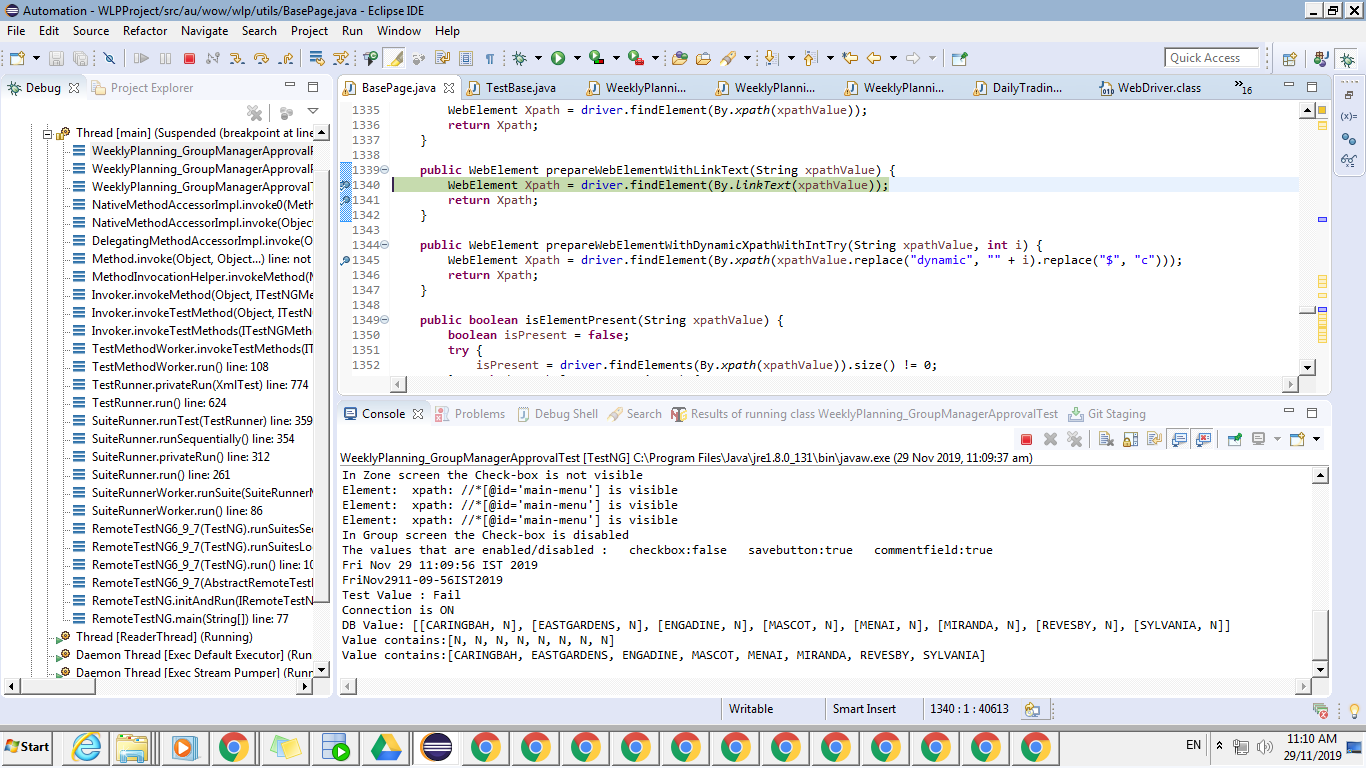 Automation - WLPProject/src/au/wow/wlp/utils/BasePage.java - Eclipse IDE
File Edit Source Refactor Navigate Search Project Run Window Help
Quick Access
Debug Project Explorer
Thread [main] (Suspended (breakpoint at line
WeeklyPlanning_GroupManagerApprovalP
WeeklyPlanning_GroupManagerApprovalP
WeeklyPlanning_GroupManagerApprovalT
NativeMethodAccessorImpl.invoke0(Meth
NativeMethodAccessorImpl.invoke(Objec
DelegatingMethodAccessorImpl.invoke(O
Method.invoke(Object, Object...) line: not
MethodInvocationHelper.invokeMethod(M
Invoker.invokeMethod(Object, ITestNGMe
Invoker.invokeTestMethod(Object, ITestN
Invoker.invokeTestMethods(ITestNGMeth
TestMethodWorker.invokeTestMethods(IT
TestMethodWorker.run() line: 108
TestRunner.privateRun(XmlTest) line: 774
TestRunner.run() line: 624
SuiteRunner.runTest(TestRunner) line: 359
SuiteRunner.runSequentially() line: 354
SuiteRunner.privateRun() line: 312
SuiteRunner.run() line: 261
SuiteRunnerWorker.runSuite(SuiteRunnerM
SuiteRunnerWorker.run() line: 86
RemoteTestNG6_9_7(TestNG).runSuitesSe
RemoteTestNG6_9_7(TestNG).runSuitesLo
RemoteTestNG6_9_7(TestNG).run() line: 10
RemoteTestNG6_9_7(AbstractRemoteTest
RemoteTestNG.initAndRun(IRemoteTestN
RemoteTestNG.main(String[]) line: 77
Thread [ReaderThread] (Running)
Daemon Thread [Exec Default Executor] (Run
Daemon Thread [Exec Stream Pumper] (Runn
BasePage.java TestBase.java WeeklyPlanni... WeeklyPlanni... WeeklyPlanni... DailyTradin... WebDriver.class »16
1335 WebElement Xpath = driver.findElement(By.xpath(xpathValue));
1336 return Xpath;
1337 }
1338
1339 public WebElement prepareWebElementWithLinkText(String xpathValue) {
1340 WebElement Xpath = driver.findElement(By.linkText(xpathValue));
1341 return Xpath;
1342 }
1343
1344 public WebElement prepareWebElementWithDynamicXpathWithIntTry(String xpathValue, int i) {
1345 WebElement Xpath = driver.findElement(By.xpath(xpathValue.replace("dynamic", "" + i).replace("$", "c")));
1346 return Xpath;
1347 }
1348
1349 public boolean isElementPresent(String xpathValue) {
1350 boolean isPresent = false;
1351 try {
1352 isPresent = driver.findElements(By.xpath(xpathValue)).size() != 0;
Console Problems Debug Shell Search Results of running class WeeklyPlanning_GroupManagerApprovalTest Git Staging
WeeklyPlanning_GroupManagerApprovalTest [TestNG] C:\Program Files\Java\jre1.8.0_131\bin\javaw.exe (29 Nov 2019, 11:09:37 am)
In Zone screen the Check-box is not visible
Element:  xpath: //*[@id='main-menu'] is visible
Element:  xpath: //*[@id='main-menu'] is visible
Element:  xpath: //*[@id='main-menu'] is visible
In Group screen the Check-box is disabled
The values that are enabled/disabled :   checkbox:false   savebutton:true   commentfield:true
Fri Nov 29 11:09:56 IST 2019
FriNov2911-09-56IST2019
Test Value : Fail
Connection is ON
DB Value: [[CARINGBAH, N], [EASTGARDENS, N], [ENGADINE, N], [MASCOT, N], [MENAI, N], [MIRANDA, N], [REVESBY, N], [SYLVANIA, N]]
Value contains:[N, N, N, N, N, N, N, N]
Value contains:[CARINGBAH, EASTGARDENS, ENGADINE, MASCOT, MENAI, MIRANDA, REVESBY, SYLVANIA]
Writable Smart Insert 1340 : 1 : 40613
Start EN 11:10 AM
29/11/2019